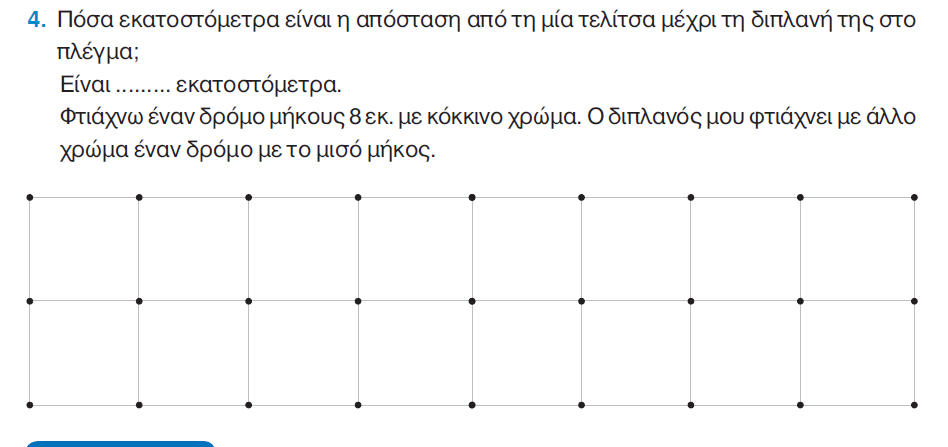 4. Πόσα εκατοστόμετρα είναι η απόσταση από τη μία τελίτσα μέχρι τη διπλανή της στο
πλέγμα;
Είναι ......... εκατοστόμετρα.
Φτιάχνω έναν δρόμο μήκους 8 εκ. με κόκκινο χρώμα. Ο διπλανός μου φτιάχνει με άλλο
χρώμα έναν δρόμο με το μισό μήκος.